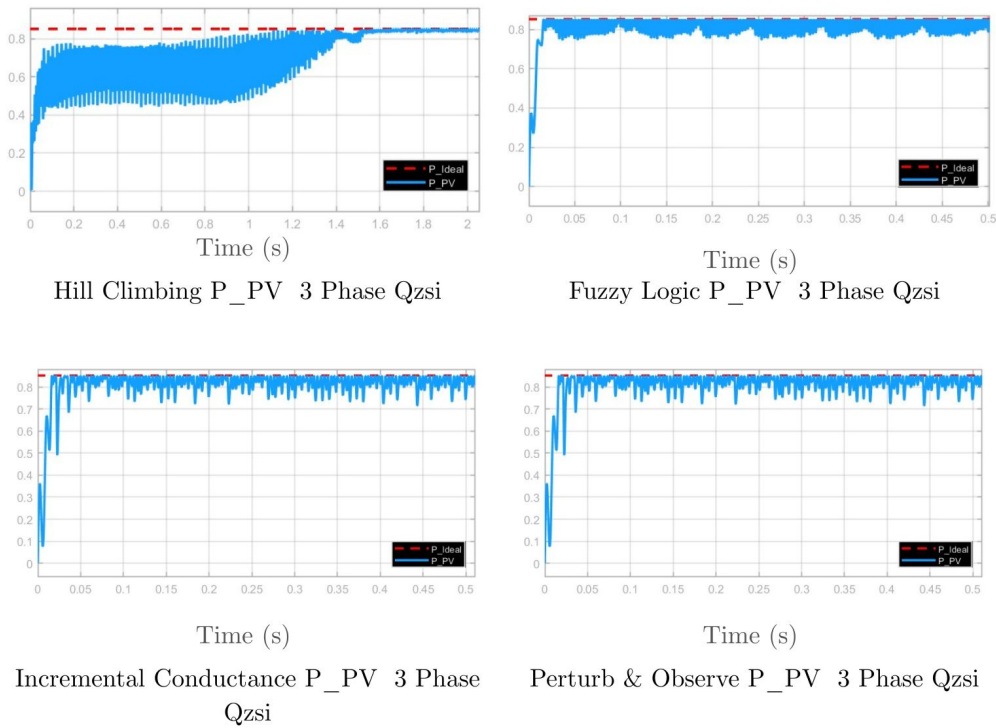 0.8
0.6
0.4
0.2
0
P_Ideal
P_PV
0 0.2 0.4 0.6 0.8 1 1.2 1.4 1.6 1.8 2
Time (s)
Hill Climbing P_PV 3 Phase Qzsi
0.8
0.6
0.4
0.2
0
P_Ideal
P_PV
0 0.05 0.1 0.15 0.2 0.25 0.3 0.35 0.4 0.45 0.5
Time (s)
Fuzzy Logic P_PV 3 Phase Qzsi
0.8
0.7
0.6
0.5
0.4
0.3
0.2
0.1
0
P_Ideal
P_PV
0 0.05 0.1 0.15 0.2 0.25 0.3 0.35 0.4 0.45 0.5
Time (s)
Incremental Conductance P_PV 3 Phase
Qzsi
0.8
0.7
0.6
0.5
0.4
0.3
0.2
0.1
0
P_Ideal
P_PV
0 0.05 0.1 0.15 0.2 0.25 0.3 0.35 0.4 0.45 0.5
Time (s)
Perturb & Observe P_PV 3 Phase Qzsi